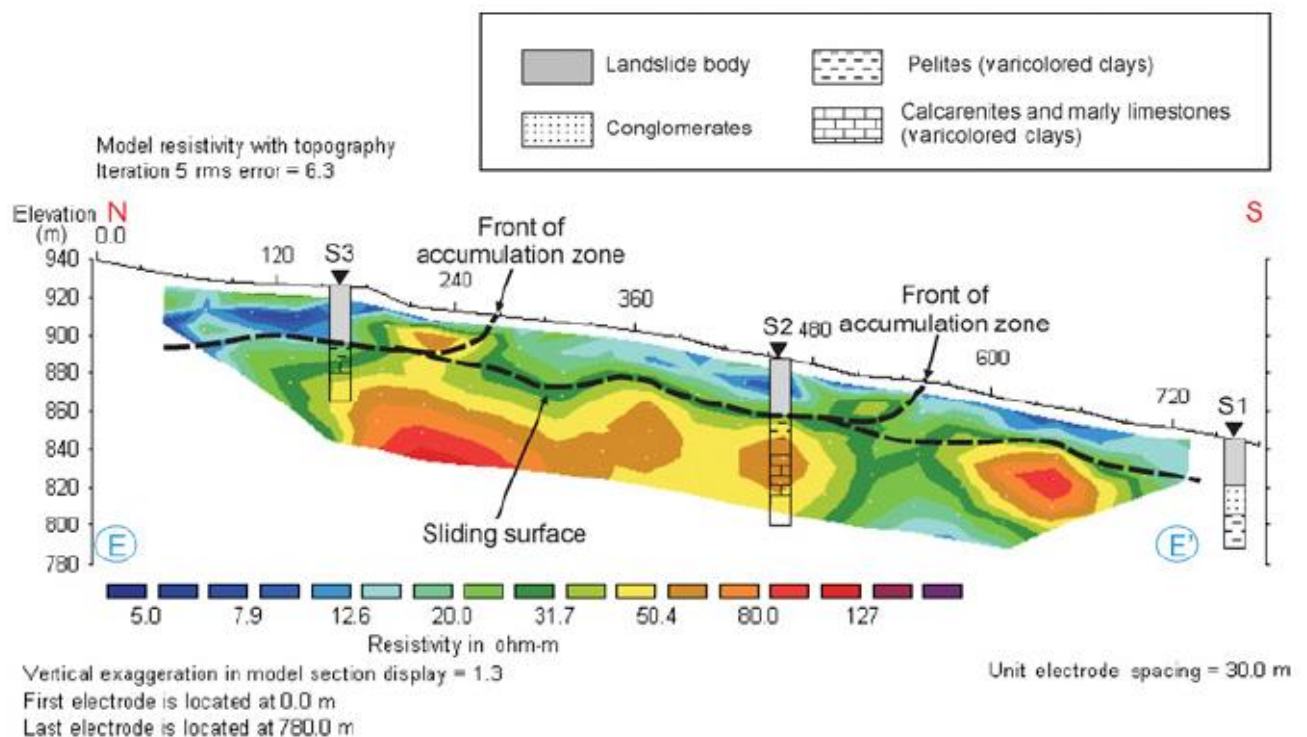 Landslide body
Pelites (varicolored clays)
Conglomerates
Calcarenites and marly limestones
(varicolored clays)
Model resistivity with topography
Iteration 5 rms error = 6.3
Elevation N S
(m) 0.0
Front of
accumulation zone
Front of
accumulation zone
120 S3 240 360 S2 480 600 720 S1
940
920
900
880
860
840
820
800
780
Sliding surface
E E'
5.0 7.9 12.6 20.0 31.7 50.4 80.0 127
Resistivity in ohm-m
Vertical exaggeration in model section display = 1.3
Unit electrode spacing = 30.0 m
First electrode is located at 0.0 m
Last electrode is located at 780.0 m